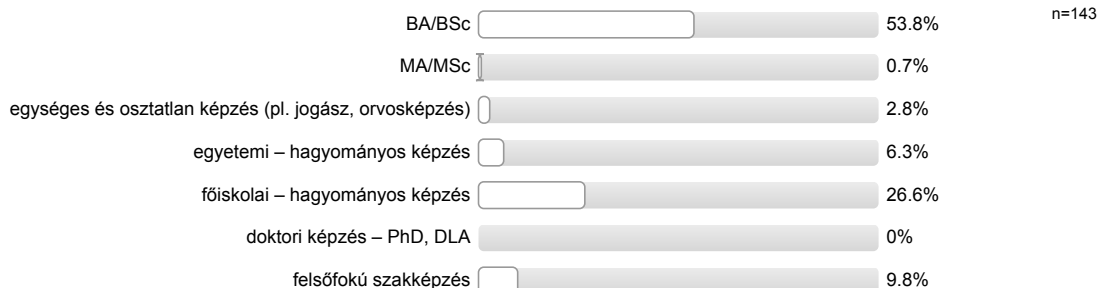 n=143
BA/BSc 53.8%
MA/MSc 0.7%
egységes és osztatlan képzés (pl. jogász, orvosképzés) 2.8%
egyetemi – hagyományos képzés 6.3%
főiskolai – hagyományos képzés 26.6%
doktori képzés – PhD, DLA 0%
felsőfokú szakképzés 9.8%